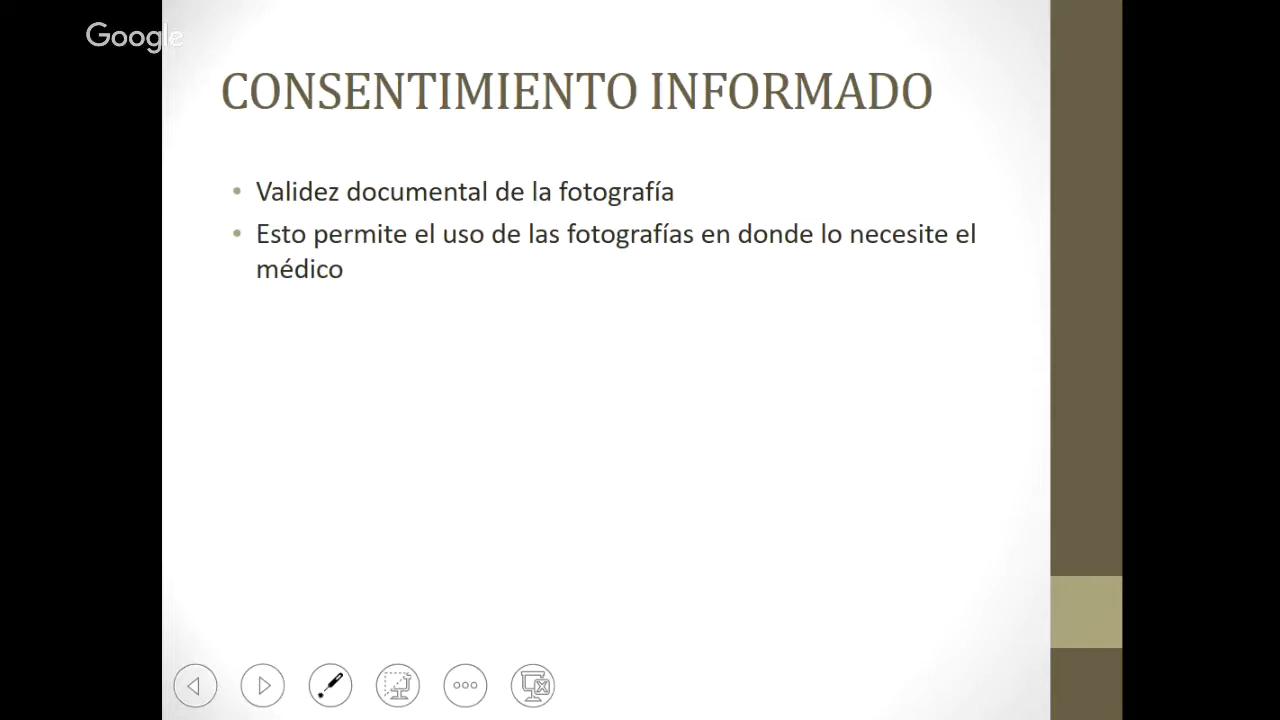 Google
CONSENTIMIENTO INFORMADO
• Validez documental de la fotografía
• Esto permite el uso de las fotografías en donde lo necesite el
médico